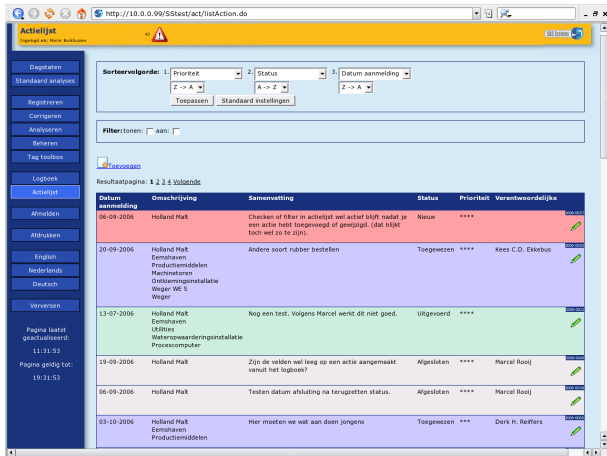 http://10.0.0.99/SStest/act/listAction.do
Actielijst
Ingelogd als: Mario Bulthuzen
SAE Systems
Dagstaten
Standaard analyses
Registreren
Corrigeren
Analyseren
Beheren
Tag toolbox
Logboek
Actielijst
Afmelden
Afdrukken
English
Nederlands
Deutsch
Verversen
Pagina laatst
geactualiseerd:
11:31:53
Pagina geldig tot:
19:31:53
Sorteervolgorde: 1. Prioriteit 2. Status 3. Datum aanmelding
Z -> A A -> Z Z -> A
Toepassen Standaard instellingen
Filter: tonen: aan:
Toevoegen
Resultaatpagina: 1 2 3 4 Volgende
Datum aanmelding Omschrijving Samenvatting Status Prioriteit Verantwoordelijke
06-09-2006 Holland Malt Checken of filter in actielijst wel actief blijft nadat je Nieuw ****
een actie hebt toegevoegd of gewijzigd. (dat blijkt
toch wel zo te zijn).
20-09-2006 Holland Malt Andere soort rubber bestellen Toegewezen **** Kees C.D. Ekkebus
Eemshaven
Productiemiddelen
Machinetoren
Ontkiemingsinstallatie
Weger WE 5
Weger
13-07-2006 Holland Malt Nog een test. Volgens Marcel werkt dit niet goed. Uitgevoerd ****
Eemshaven
Utilities
Wateropwaarderingsinstallatie
Procescomputer
19-09-2006 Holland Malt Zijn de velden wel leeg op een actie aangemaakt Afgesloten **** Marcel Rooij
vanuit het logboek?
06-09-2006 Holland Malt Testen datum afsluiting na terugzetten status. Afgesloten **** Marcel Rooij
03-10-2006 Holland Malt Hier moeten we wat aan doen jongens Toegewezen *** Derk H. Reiffers
Eemshaven
Productiemiddelen